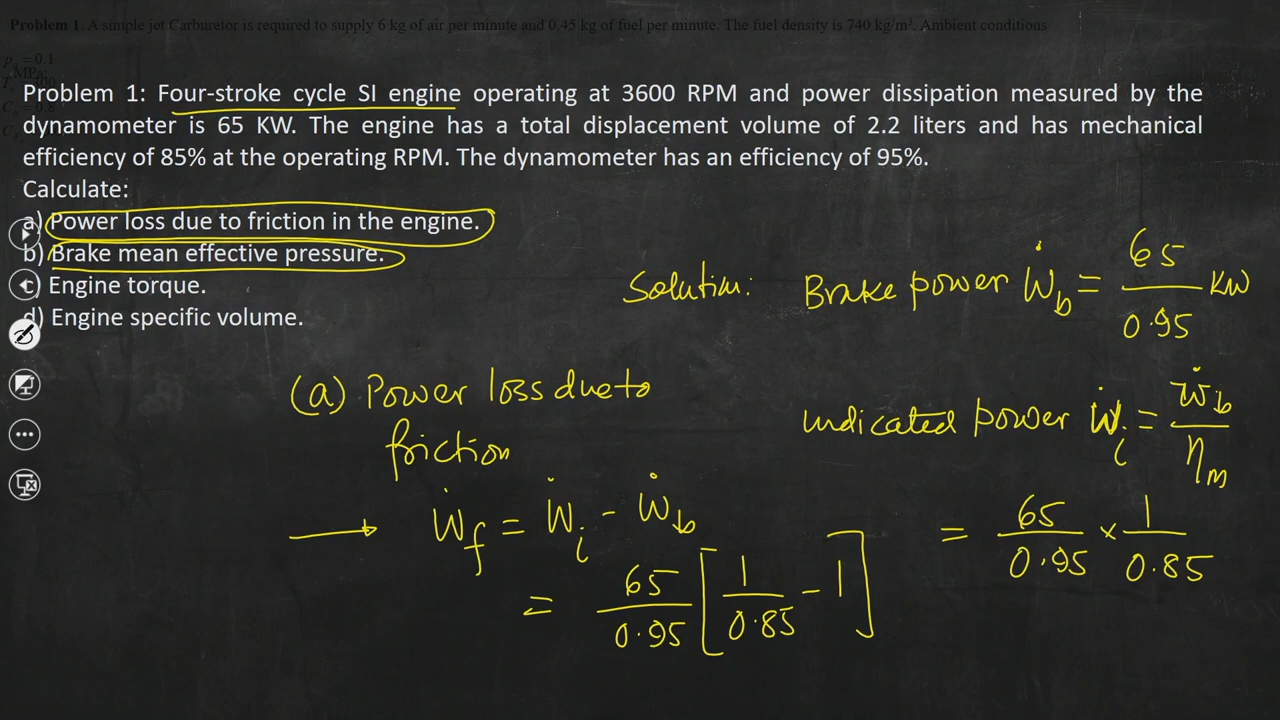 Problem 1: A simple jet Carburetor is required to supply 6 kg of air per minute and 0.45 kg of fuel per minute. The fuel density is 740 kg/m³. Ambient conditions
p = 0.1
MPa;
Problem 1: Four-stroke cycle SI engine operating at 3600 RPM and power dissipation measured by the
dynamometer is 65 KW. The engine has a total displacement volume of 2.2 liters and has mechanical
efficiency of 85% at the operating RPM. The dynamometer has an efficiency of 95%.
Calculate:
a) Power loss due to friction in the engine.
b) Brake mean effective pressure.
c) Engine torque.
d) Engine specific volume.
Solution: Brake power Ẇb = 65/0.95 KW
(a) Power loss due to
friction
indicated power Ẇi = Ẇb/ηm
Ẇf = Ẇi - Ẇb
= 65/0.95 × 1/0.85
= 65/0.95 [1/0.85 - 1]